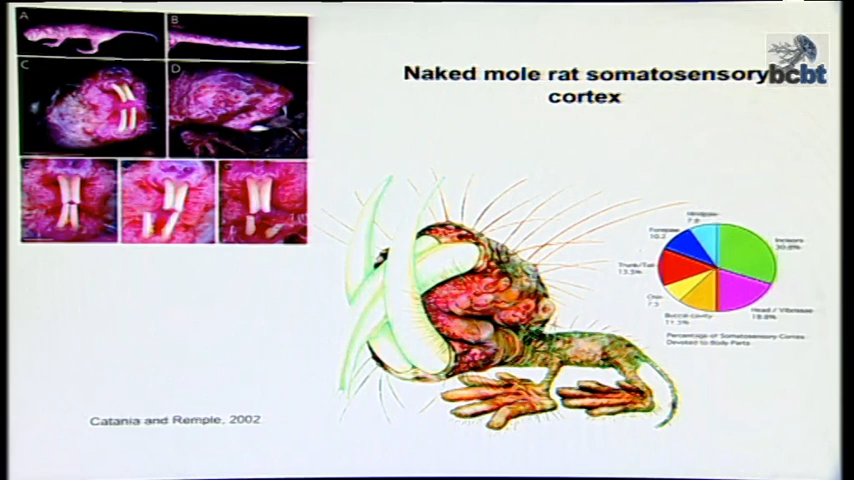 A
B
C
D
bcbt
Naked mole rat somatosensory
cortex
Hindpaw
7.8
Forepaw
10.2
Incisors
30.8%
Trunk/Tail
13.5%
Chin
7.5
Buccal-cavity
11.5%
Head / Vibrissae
18.8%
Percentage of Somatosensory Cortex
Devoted to Body Parts
Catania and Remple, 2002